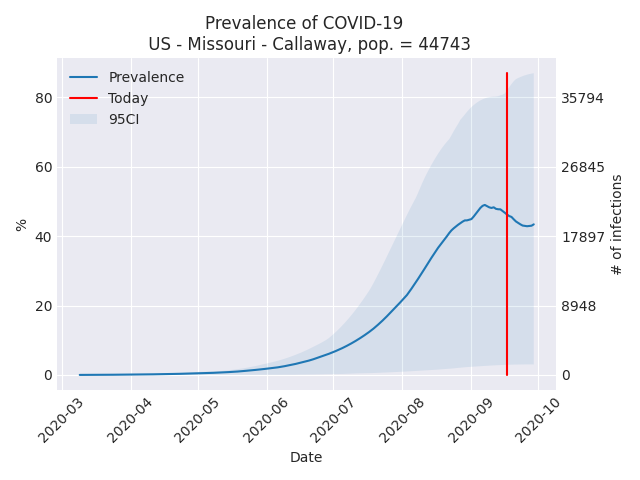 Prevalence of COVID-19
US - Missouri - Callaway, pop. = 44743
Prevalence
Today
95CI
80
60
40
20
0
%
35794
26845
17897
8948
0
# of infections
2020-03
2020-04
2020-05
2020-06
2020-07
2020-08
2020-09
2020-10
Date